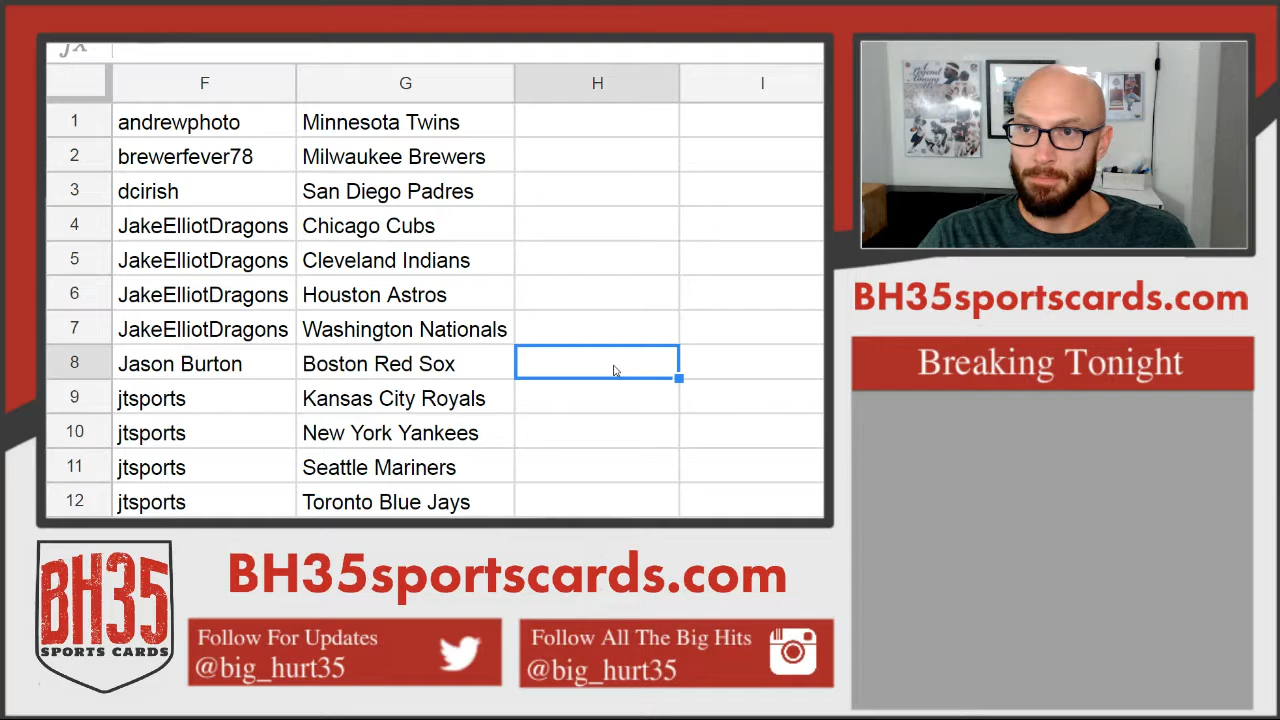 fx
F G H I
1 andrewphoto Minnesota Twins
2 brewerfever78 Milwaukee Brewers
3 dcirish San Diego Padres
4 JakeElliotDragons Chicago Cubs
5 JakeElliotDragons Cleveland Indians
6 JakeElliotDragons Houston Astros
7 JakeElliotDragons Washington Nationals
8 Jason Burton Boston Red Sox
9 jtsports Kansas City Royals
10 jtsports New York Yankees
11 jtsports Seattle Mariners
12 jtsports Toronto Blue Jays
BH35sportscards.com
Breaking Tonight
BH35
SPORTS CARDS
BH35sportscards.com
Follow For Updates
@big_hurt35
Follow All The Big Hits
@big_hurt35